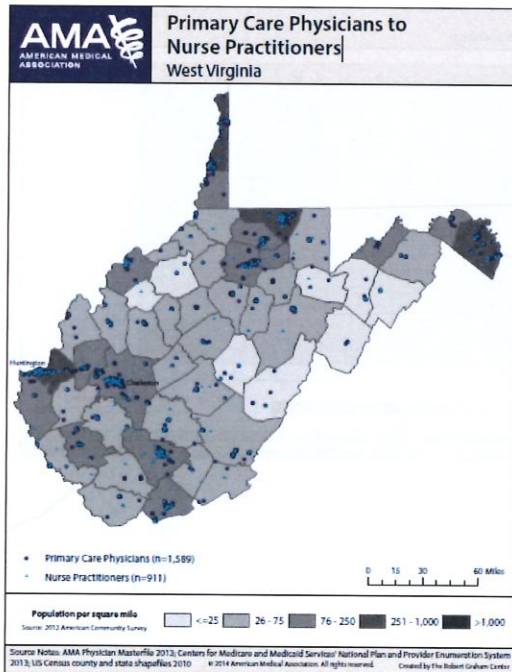 AMA
AMERICAN MEDICAL
ASSOCIATION
Primary Care Physicians to
Nurse Practitioners
West Virginia
Huntington
Charleston
Primary Care Physicians (n=1,589)
Nurse Practitioners (n=911)
0 15 30 60 Miles
Population per square mile
Source: 2012 American Community Survey
<=25 26 - 75 76 - 250 251 - 1,000 >1,000
Source Notes: AMA Physician Masterfile 2013; Centers for Medicare and Medicaid Services' National Plan and Provider Enumeration System
2013; US Census county and state shapefiles 2010 © 2014 American Medical Association. All rights reserved. Created by The Robert Graham Center